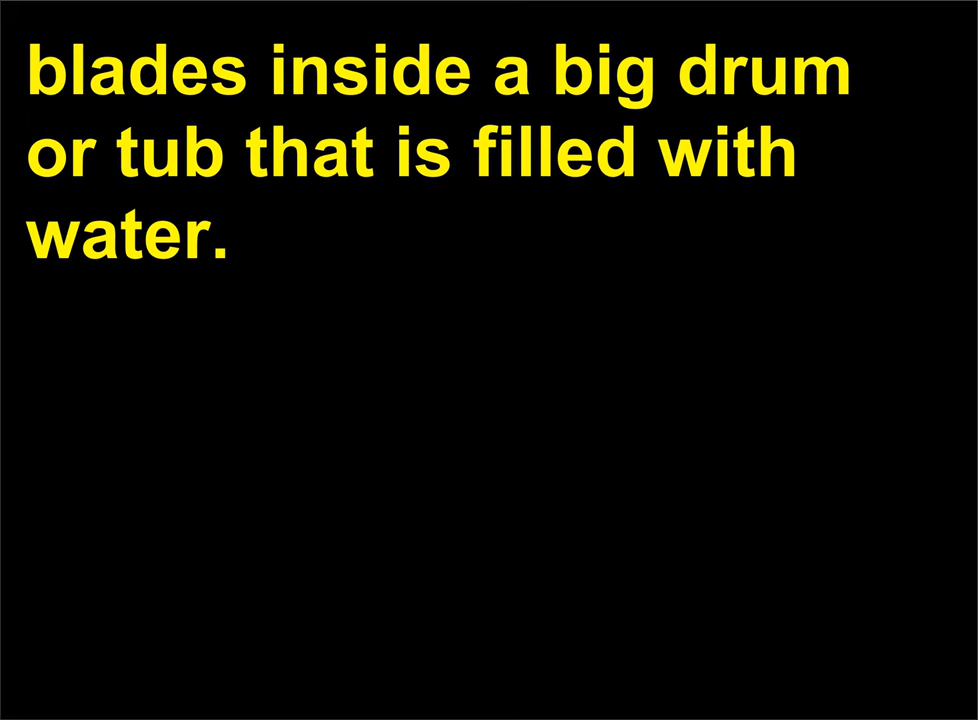 blades inside a big drum
or tub that is filled with
water.